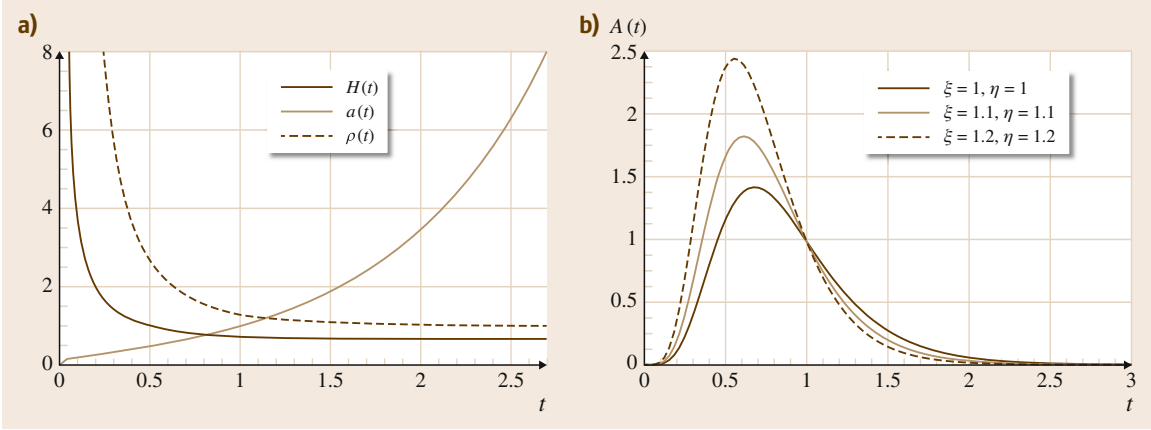 a)
8
6
4
2
0
0 0.5 1 1.5 2 2.5
t
H(t)
a(t)
ρ(t)
b) A(t)
2.5
2
1.5
1
0.5
0
0 0.5 1 1.5 2 2.5 3
t
ξ = 1, η = 1
ξ = 1.1, η = 1.1
ξ = 1.2, η = 1.2